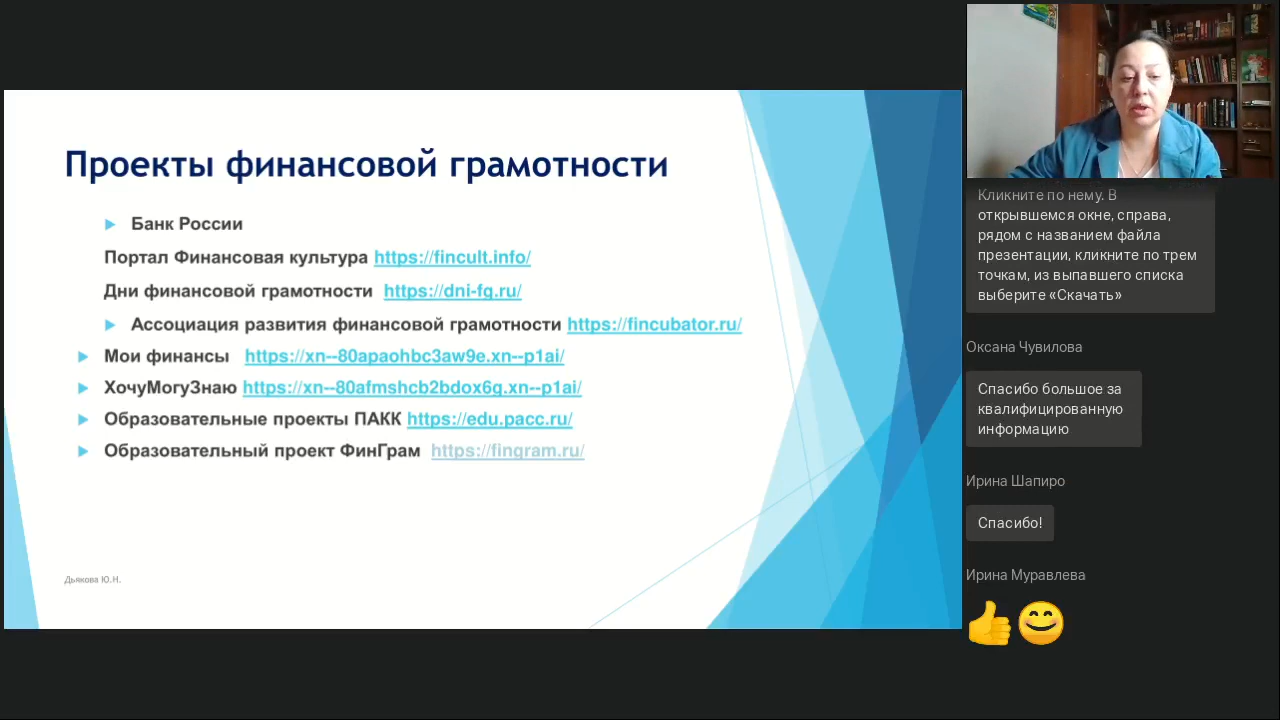 Проекты финансовой грамотности
Банк России
Портал Финансовая культура https://fincult.info/
Дни финансовой грамотности https://dni-fg.ru/
Ассоциация развития финансовой грамотности https://fincubator.ru/
Мои финансы https://xn--80apaohbc3aw9e.xn--p1ai/
ХочуМогуЗнаю https://xn--80afmshcb2bdox6g.xn--p1ai/
Образовательные проекты ПАКК https://edu.pacc.ru/
Образовательный проект ФинГрам https://fingram.ru/
Дьякова Ю.Н.
Кликните по нему. В
открывшемся окне, справа,
рядом с названием файла
презентации, кликните по трем
точкам, из выпавшего списка
выберите «Скачать»
Оксана Чувилова
Спасибо большое за
квалифицированную
информацию
Ирина Шапиро
Спасибо!
Ирина Муравлева